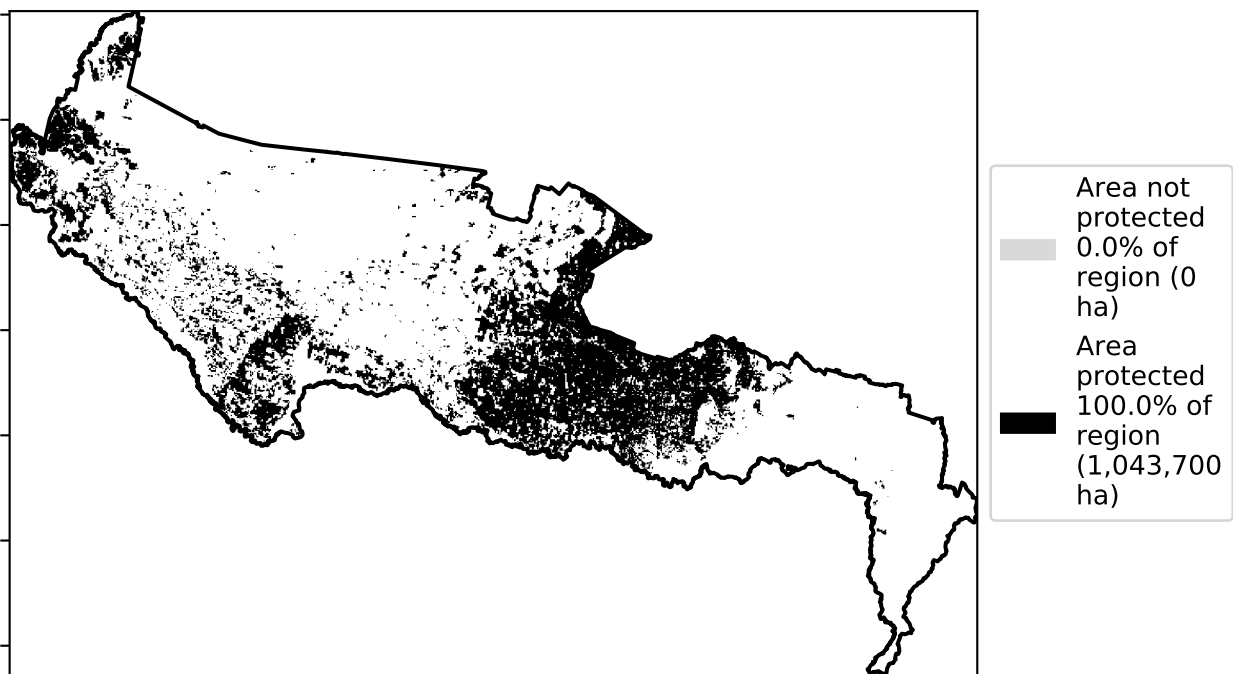 Area not
protected
0.0% of
region (0
ha)
Area
protected
100.0% of
region
(1,043,700
ha)